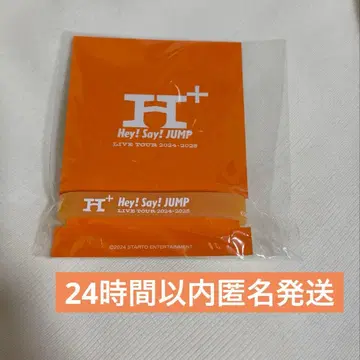 H+
Hey! Say! JUMP
LIVE TOUR 2024-2025
H+ Hey! Say! JUMP
LIVE TOUR 2024-2025
©2024 STARTO ENTERTAINMENT
24時間以内匿名発送